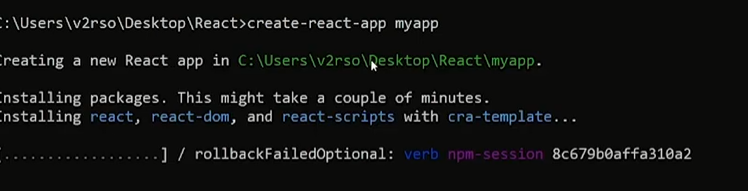 C:\Users\v2rso\Desktop\React>create-react-app myapp
Creating a new React app in C:\Users\v2rso\Desktop\React\myapp.
Installing packages. This might take a couple of minutes.
Installing react, react-dom, and react-scripts with cra-template...
[..................] / rollbackFailedOptional: verb npm-session 8c679b0affa310a2